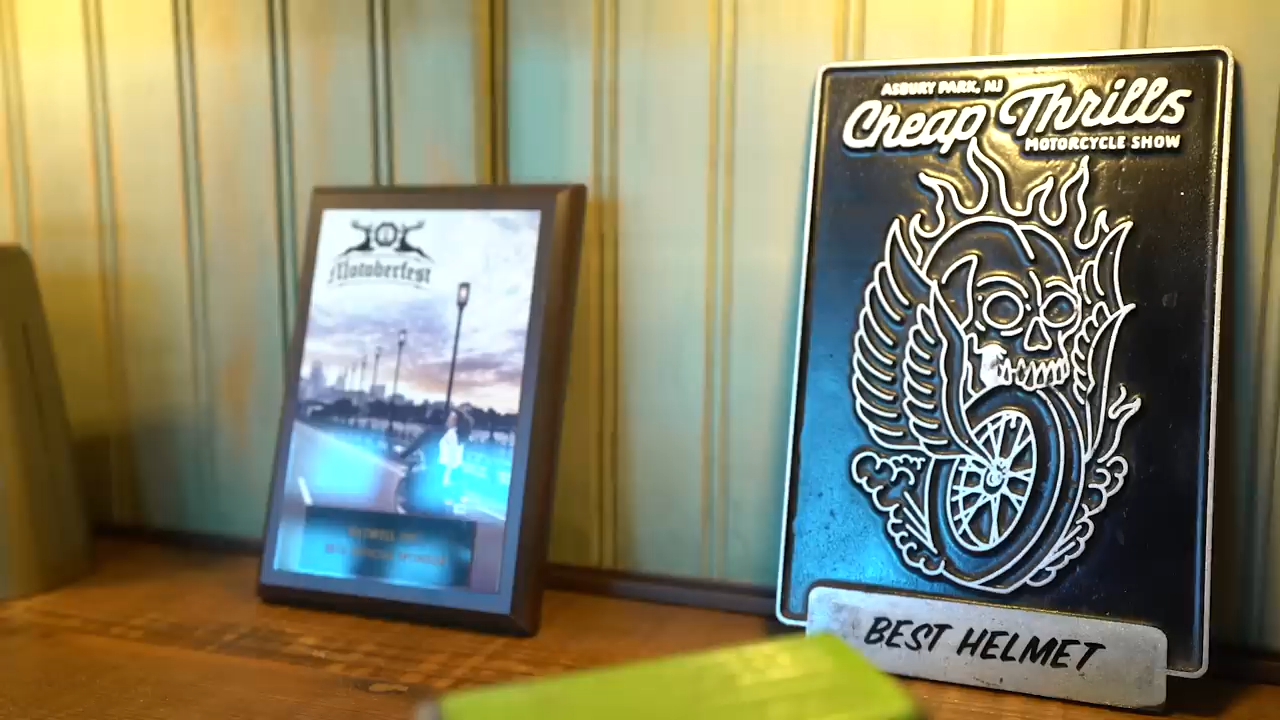 Motoberfest
ASBURY PARK, NJ
Cheap Thrills
MOTORCYCLE SHOW
BEST HELMET